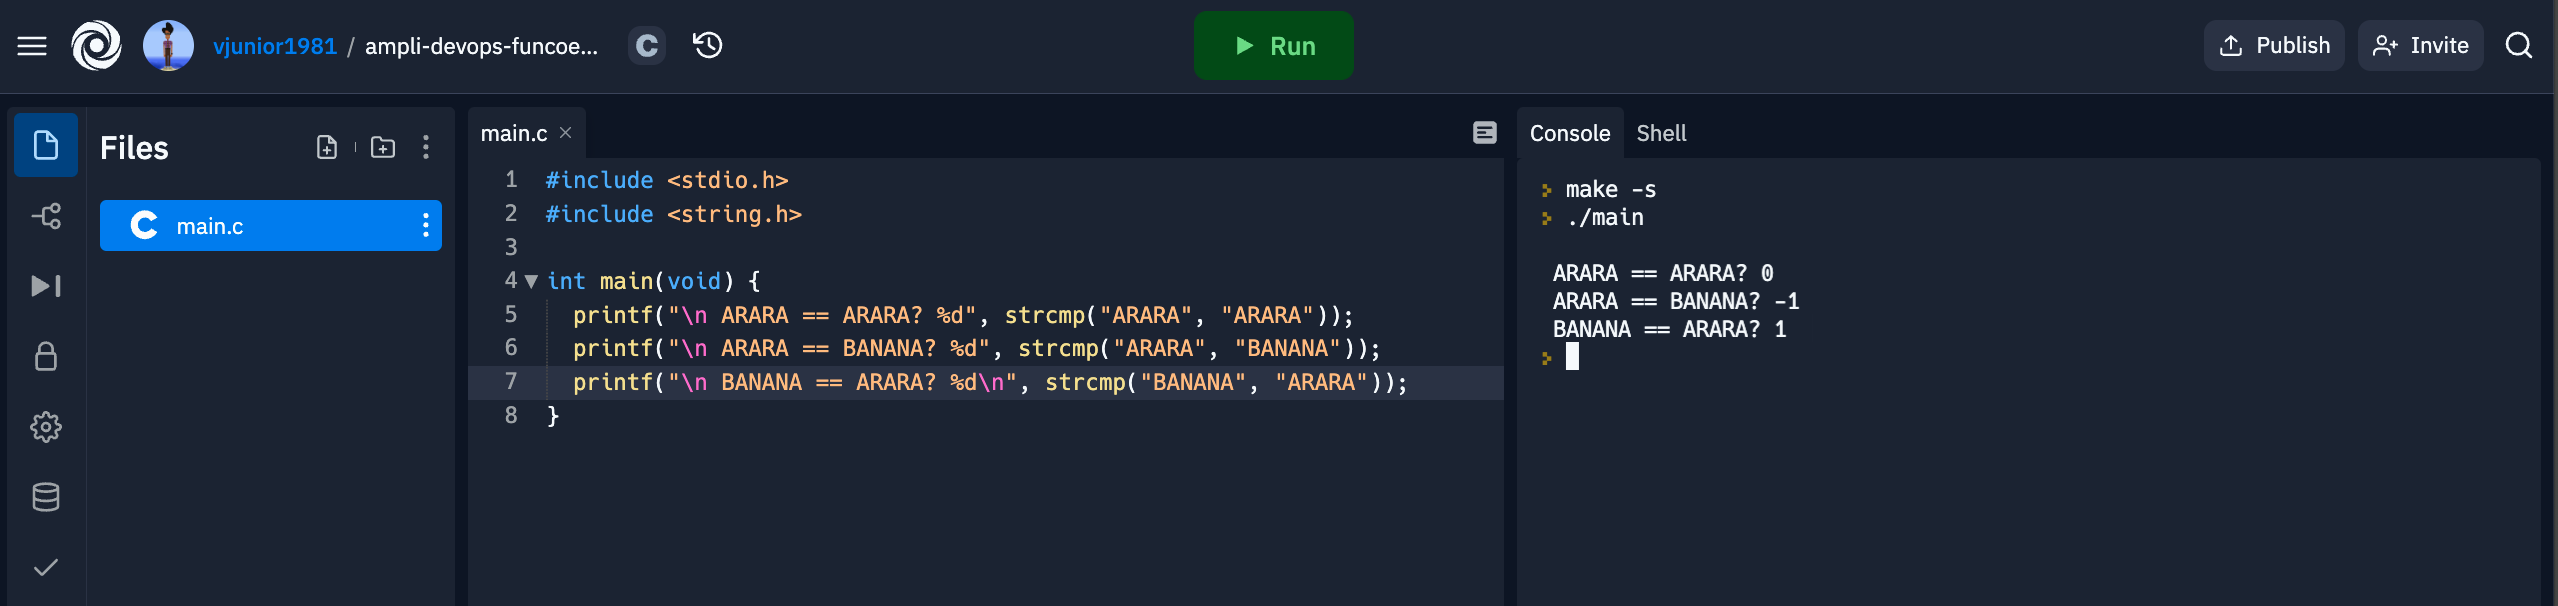 vjunior1981 / ampli-devops-funcoe... C
Run
Publish
Invite
Files
main.c
main.c
1 #include <stdio.h>
2 #include <string.h>
3
4 int main(void) {
5 printf("\n ARARA == ARARA? %d", strcmp("ARARA", "ARARA"));
6 printf("\n ARARA == BANANA? %d", strcmp("ARARA", "BANANA"));
7 printf("\n BANANA == ARARA? %d\n", strcmp("BANANA", "ARARA"));
8 }
Console Shell
make -s
./main
ARARA == ARARA? 0
ARARA == BANANA? -1
BANANA == ARARA? 1